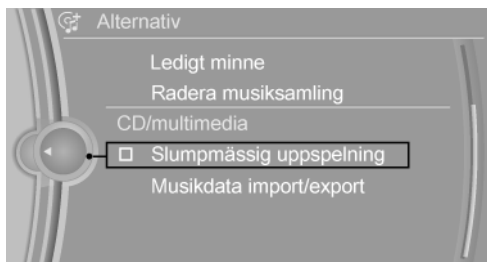 Alternativ
Ledigt minne
Radera musiksamling
CD/multimedia
Slumpmässig uppspelning
Musikdata import/export